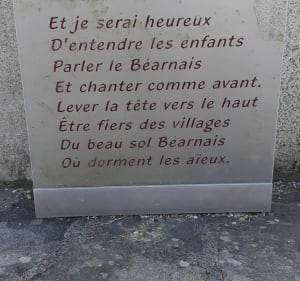 Et je serai heureux
D'entendre les enfants
Parler le Béarnais
Et chanter comme avant.
Lever la tête vers le haut
Être fiers des villages
Du beau sol Béarnais
Où dorment les aïeux.